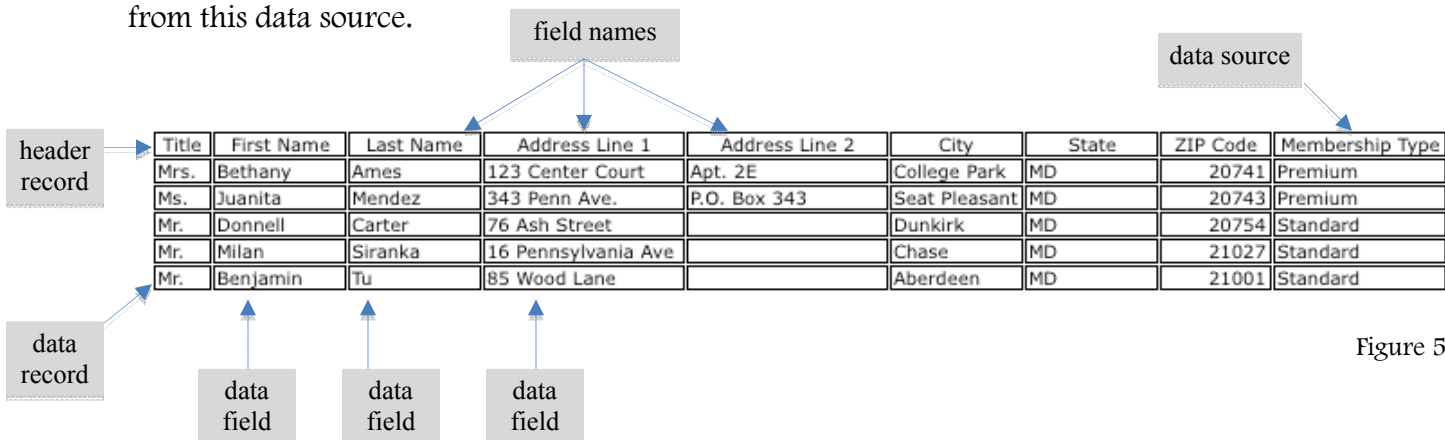 from this data source.
field names
data source
header
record
Title First Name Last Name Address Line 1 Address Line 2 City State ZIP Code Membership Type
Mrs. Bethany Ames 123 Center Court Apt. 2E College Park MD 20741 Premium
Ms. Juanita Mendez 343 Penn Ave. P.O. Box 343 Seat Pleasant MD 20743 Premium
Mr. Donnell Carter 76 Ash Street Dunkirk MD 20754 Standard
Mr. Milan Siranka 16 Pennsylvania Ave Chase MD 21027 Standard
Mr. Benjamin Tu 85 Wood Lane Aberdeen MD 21001 Standard
data
record
Figure 5
data
field
data
field
data
field